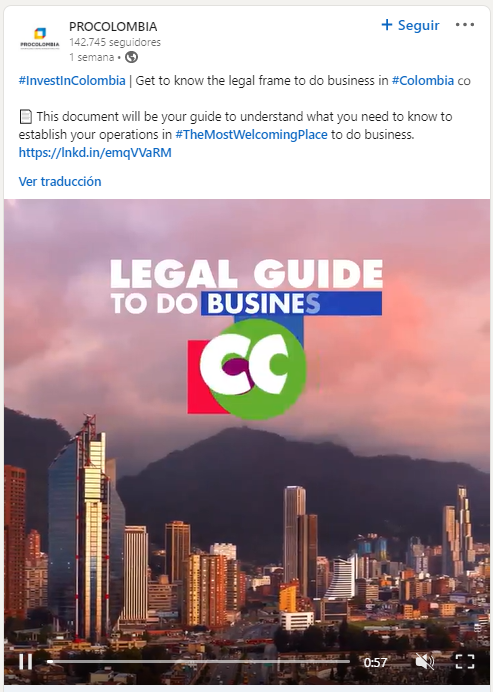 PROCOLOMBIA
142.745 seguidores
1 semana •
+ Seguir
PROCOLOMBIA
#InvestInColombia | Get to know the legal frame to do business in #Colombia co
This document will be your guide to understand what you need to know to
establish your operations in #TheMostWelcomingPlace to do business.
https://lnkd.in/emqVVaRM
Ver traducción
LEGAL GUIDE
TO DO BUSINES
CC
0:57